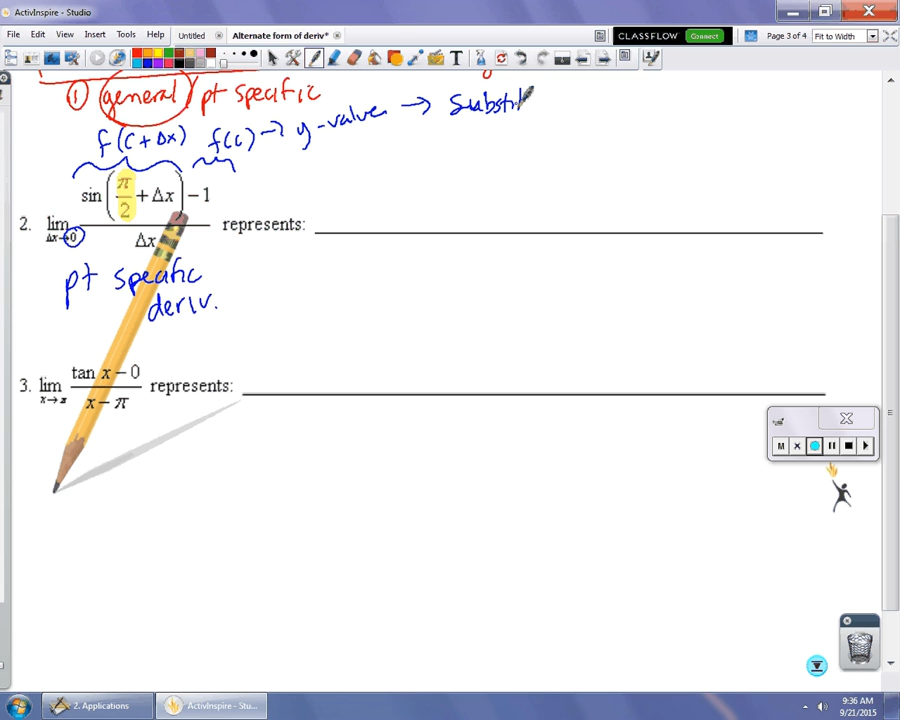 ActivInspire - Studio
File Edit View Insert Tools Help Untitled Alternate form of deriv* CLASSFLOW Connect Page 3 of 4 Fit to Width
① general / pt specific
f(c + Δx) f(c) → y-values → Substit
2. lim Δx→0 sin(π/2 + Δx) - 1 / Δx represents:
pt specific
deriv.
3. lim x→π tan x - 0 / x - π represents:
M
2. Applications ActivInspire - Stu... 9:36 AM
9/21/2015